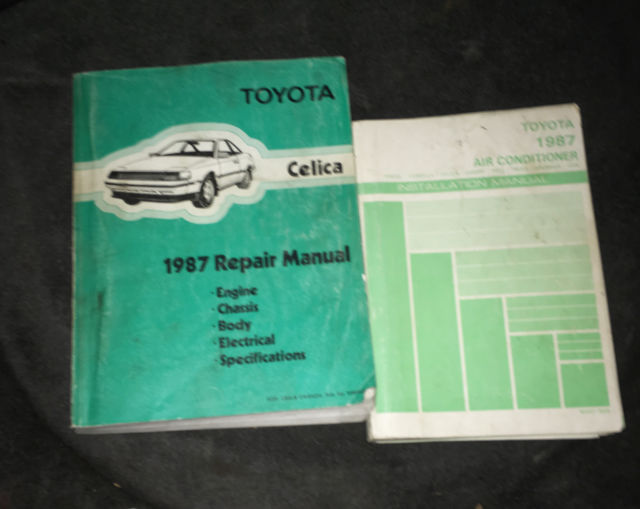 TOYOTA
Celica
1987 Repair Manual
· Engine
· Chassis
· Body
· Electrical
· Specifications
TOYOTA
1987
AIR CONDITIONER
INSTALLATION MANUAL